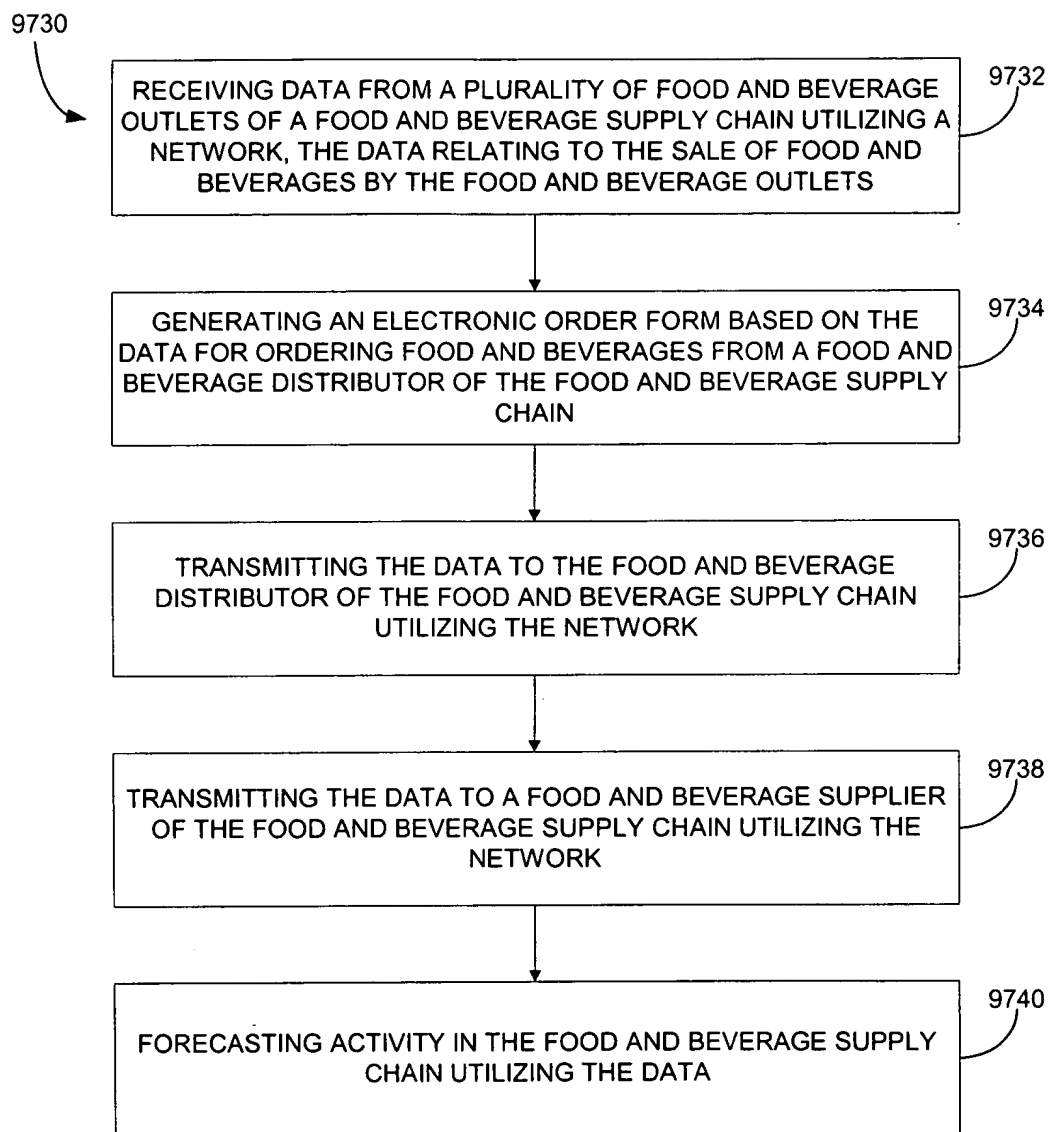 9730
9732
RECEIVING DATA FROM A PLURALITY OF FOOD AND BEVERAGE
OUTLETS OF A FOOD AND BEVERAGE SUPPLY CHAIN UTILIZING A
NETWORK, THE DATA RELATING TO THE SALE OF FOOD AND
BEVERAGES BY THE FOOD AND BEVERAGE OUTLETS
9734
GENERATING AN ELECTRONIC ORDER FORM BASED ON THE
DATA FOR ORDERING FOOD AND BEVERAGES FROM A FOOD AND
BEVERAGE DISTRIBUTOR OF THE FOOD AND BEVERAGE SUPPLY
CHAIN
9736
TRANSMITTING THE DATA TO THE FOOD AND BEVERAGE
DISTRIBUTOR OF THE FOOD AND BEVERAGE SUPPLY CHAIN
UTILIZING THE NETWORK
9738
TRANSMITTING THE DATA TO A FOOD AND BEVERAGE SUPPLIER
OF THE FOOD AND BEVERAGE SUPPLY CHAIN UTILIZING THE
NETWORK
9740
FORECASTING ACTIVITY IN THE FOOD AND BEVERAGE SUPPLY
CHAIN UTILIZING THE DATA